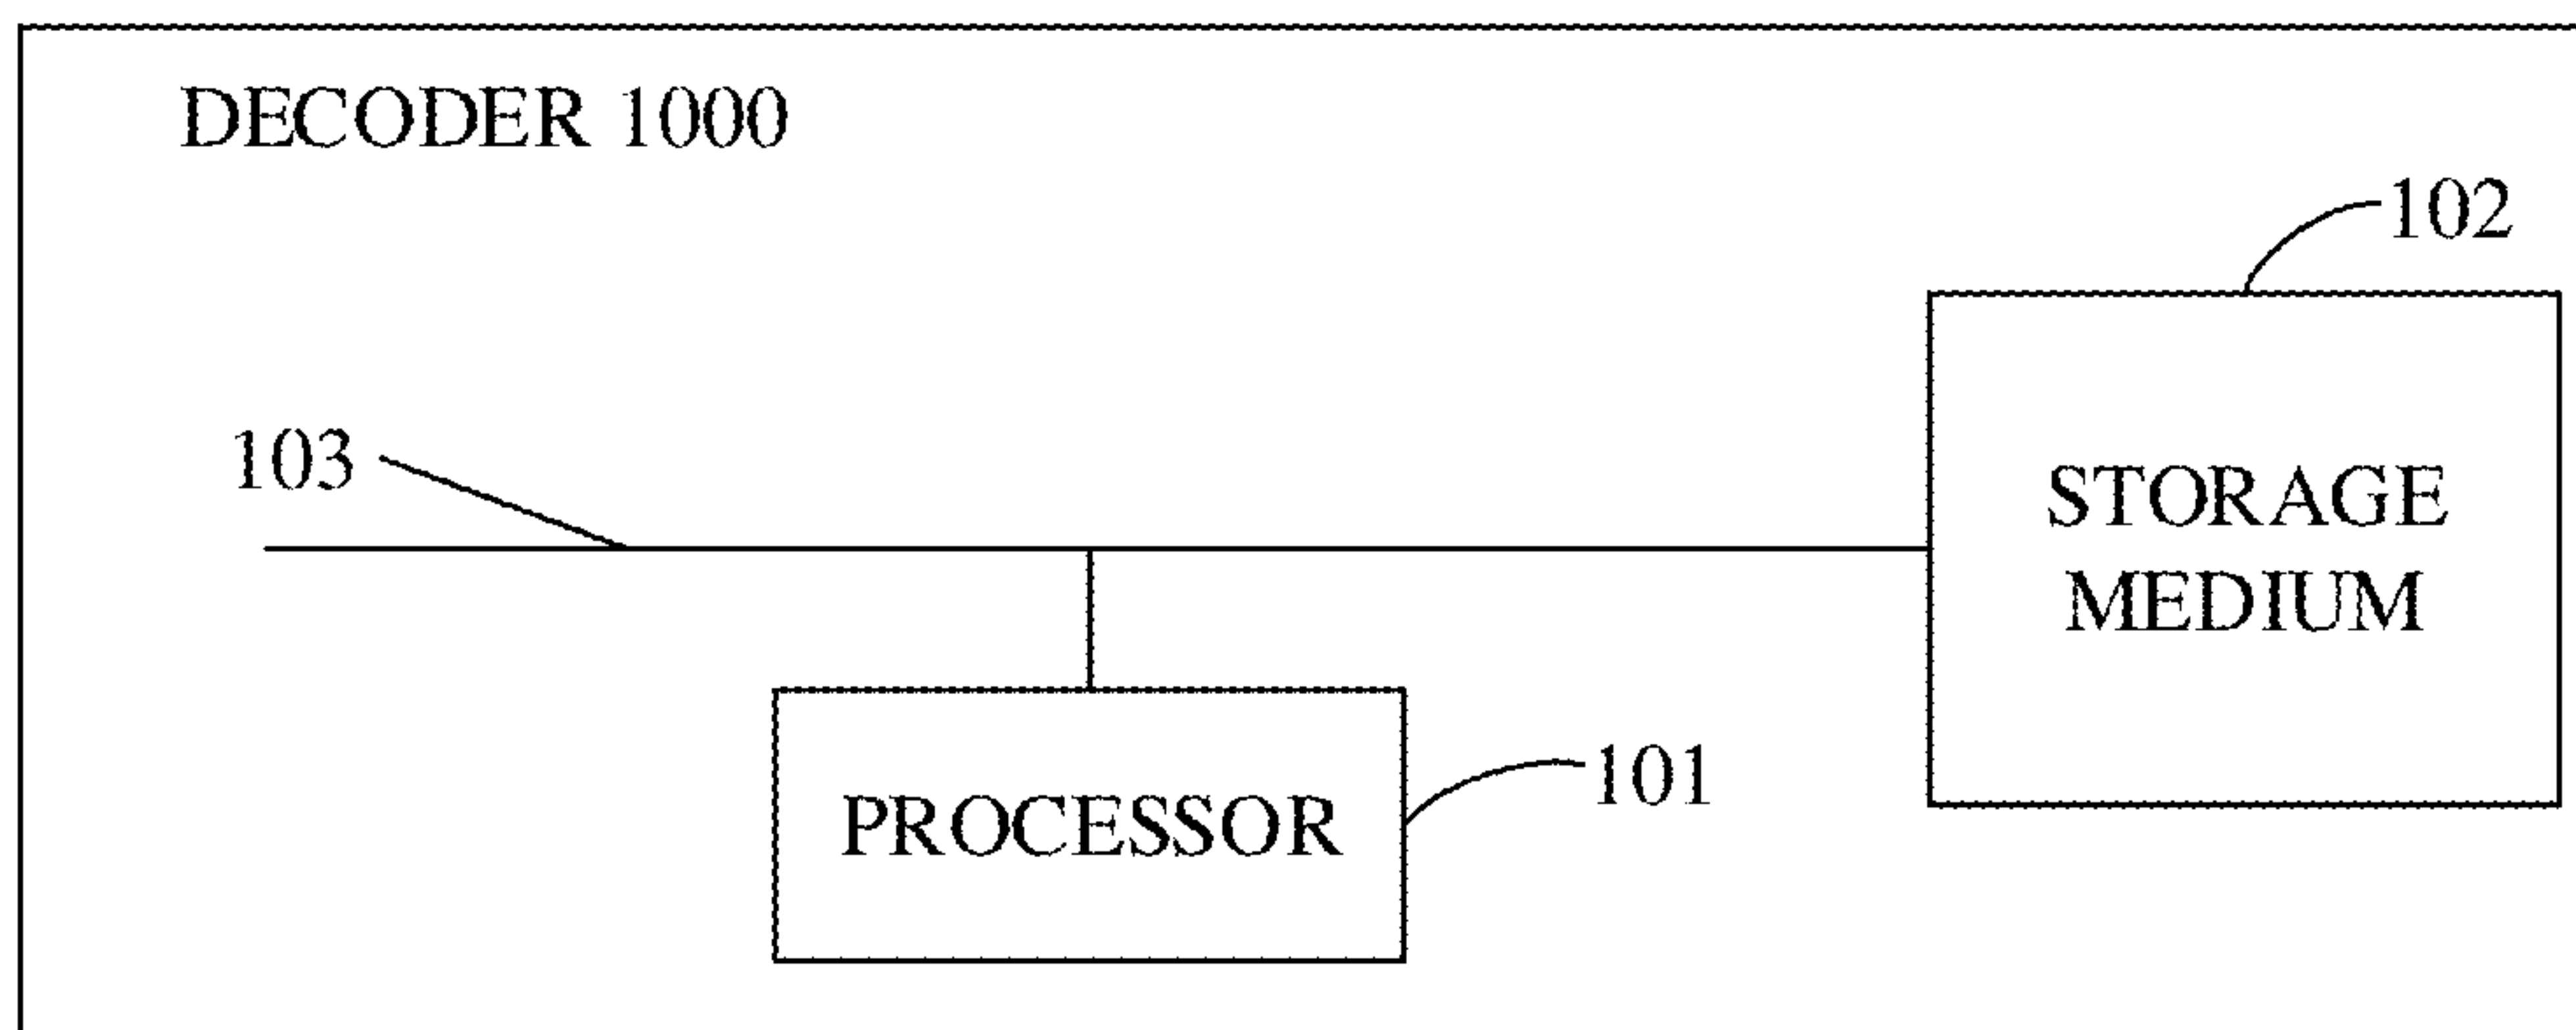 DECODER 1000
102
103
STORAGE
MEDIUM
101
PROCESSOR